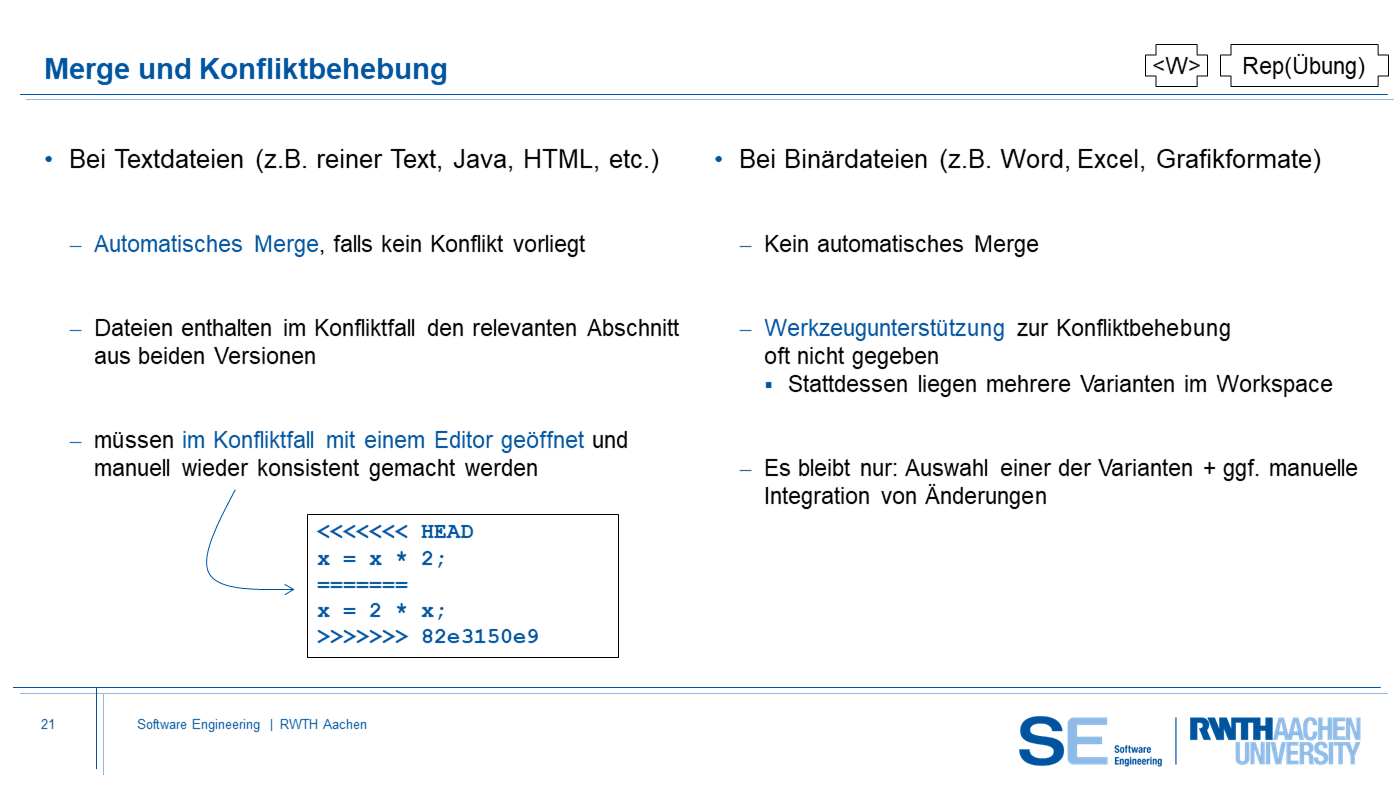 Merge und Konfliktbehebung
<W>
Rep(Übung)
• Bei Textdateien (z.B. reiner Text, Java, HTML, etc.)
– Automatisches Merge, falls kein Konflikt vorliegt
– Dateien enthalten im Konfliktfall den relevanten Abschnitt
aus beiden Versionen
– müssen im Konfliktfall mit einem Editor geöffnet und
manuell wieder konsistent gemacht werden
<<<<<<< HEAD
x = x * 2;
=======
x = 2 * x;
>>>>>>> 82e3150e9
• Bei Binärdateien (z.B. Word, Excel, Grafikformate)
– Kein automatisches Merge
– Werkzeugunterstützung zur Konfliktbehebung
oft nicht gegeben
▪ Stattdessen liegen mehrere Varianten im Workspace
– Es bleibt nur: Auswahl einer der Varianten + ggf. manuelle
Integration von Änderungen
21
Software Engineering | RWTH Aachen
SE Software
Engineering
RWTHAACHEN
UNIVERSITY